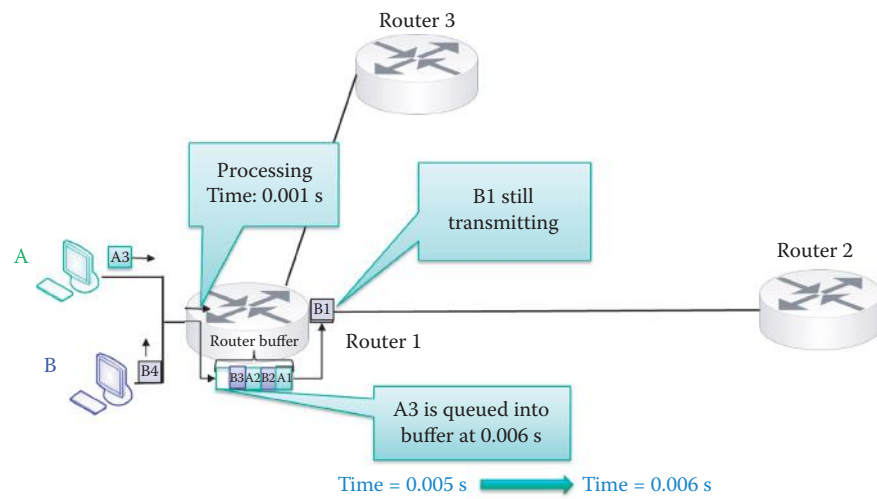 Router 3
Processing
Time: 0.001 s
B1 still
transmitting
A
A3
Router 2
B1
Router buffer
Router 1
B
B4
B3 A2 B2 A1
A3 is queued into
buffer at 0.006 s
Time = 0.005 s Time = 0.006 s